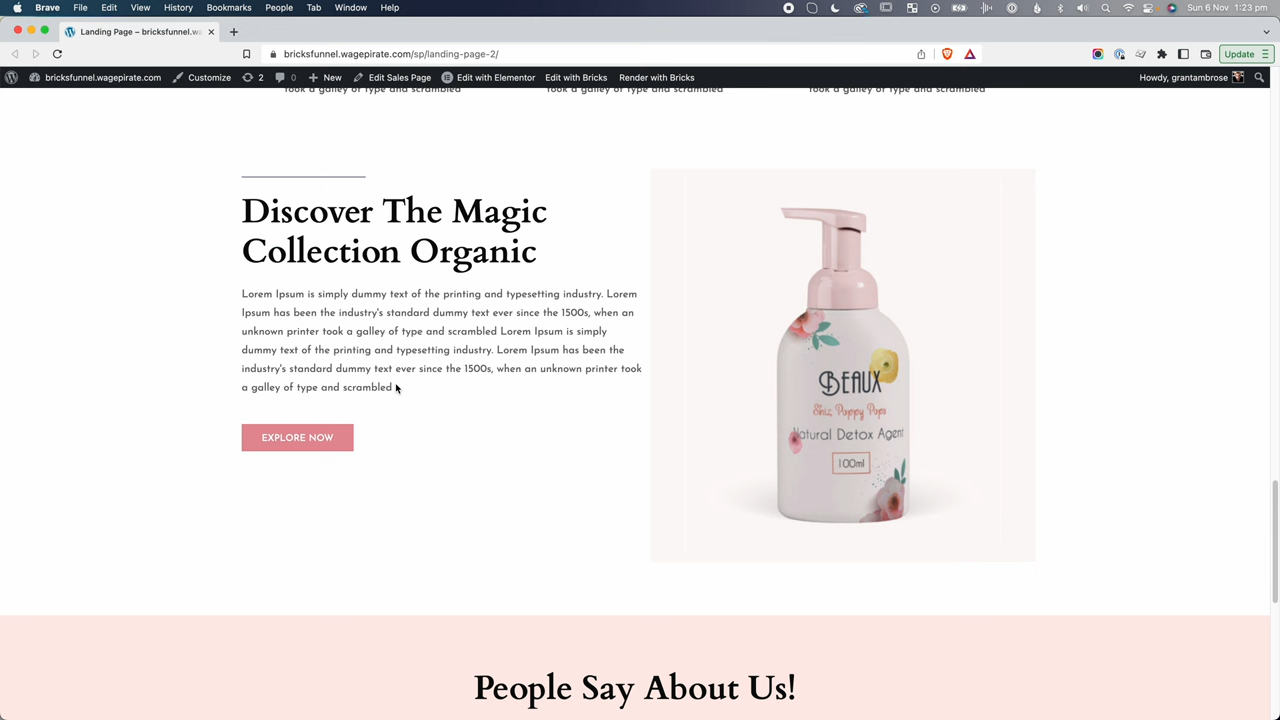 Brave File Edit View History Bookmarks People Tab Window Help
Sun 6 Nov 1:23 pm
Landing Page – bricksfunnel.wa
bricksfunnel.wagepirate.com/sp/landing-page-2/
Update
bricksfunnel.wagepirate.com Customize 2 0 New Edit Sales Page Edit with Elementor Edit with Bricks Render with Bricks
Howdy, grantambrose
took a galley of type and scrambled
took a galley of type and scrambled
took a galley of type and scrambled
Discover The Magic
Collection Organic
Lorem Ipsum is simply dummy text of the printing and typesetting industry. Lorem
Ipsum has been the industry's standard dummy text ever since the 1500s, when an
unknown printer took a galley of type and scrambled Lorem Ipsum is simply
dummy text of the printing and typesetting industry. Lorem Ipsum has been the
industry's standard dummy text ever since the 1500s, when an unknown printer took
a galley of type and scrambled
EXPLORE NOW
BEAUX
Shiz Poppy Pops
Natural Detox Agent
100ml
People Say About Us!